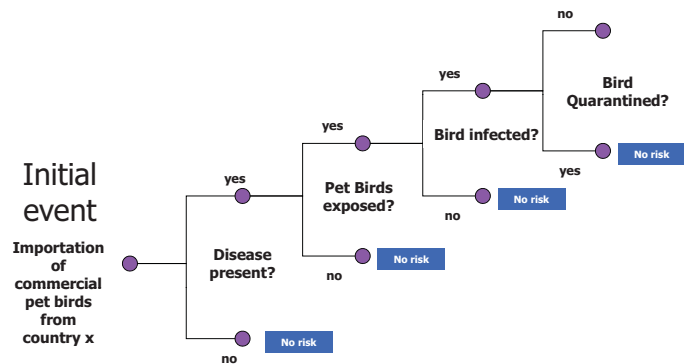 no
yes
Bird
Quarantined?
yes
Bird infected?
No risk
yes
yes
Initial
event
Pet Birds
exposed?
No risk
no
Importation
of
commercial
pet birds
from
country x
Disease
present?
No risk
no
No risk
no